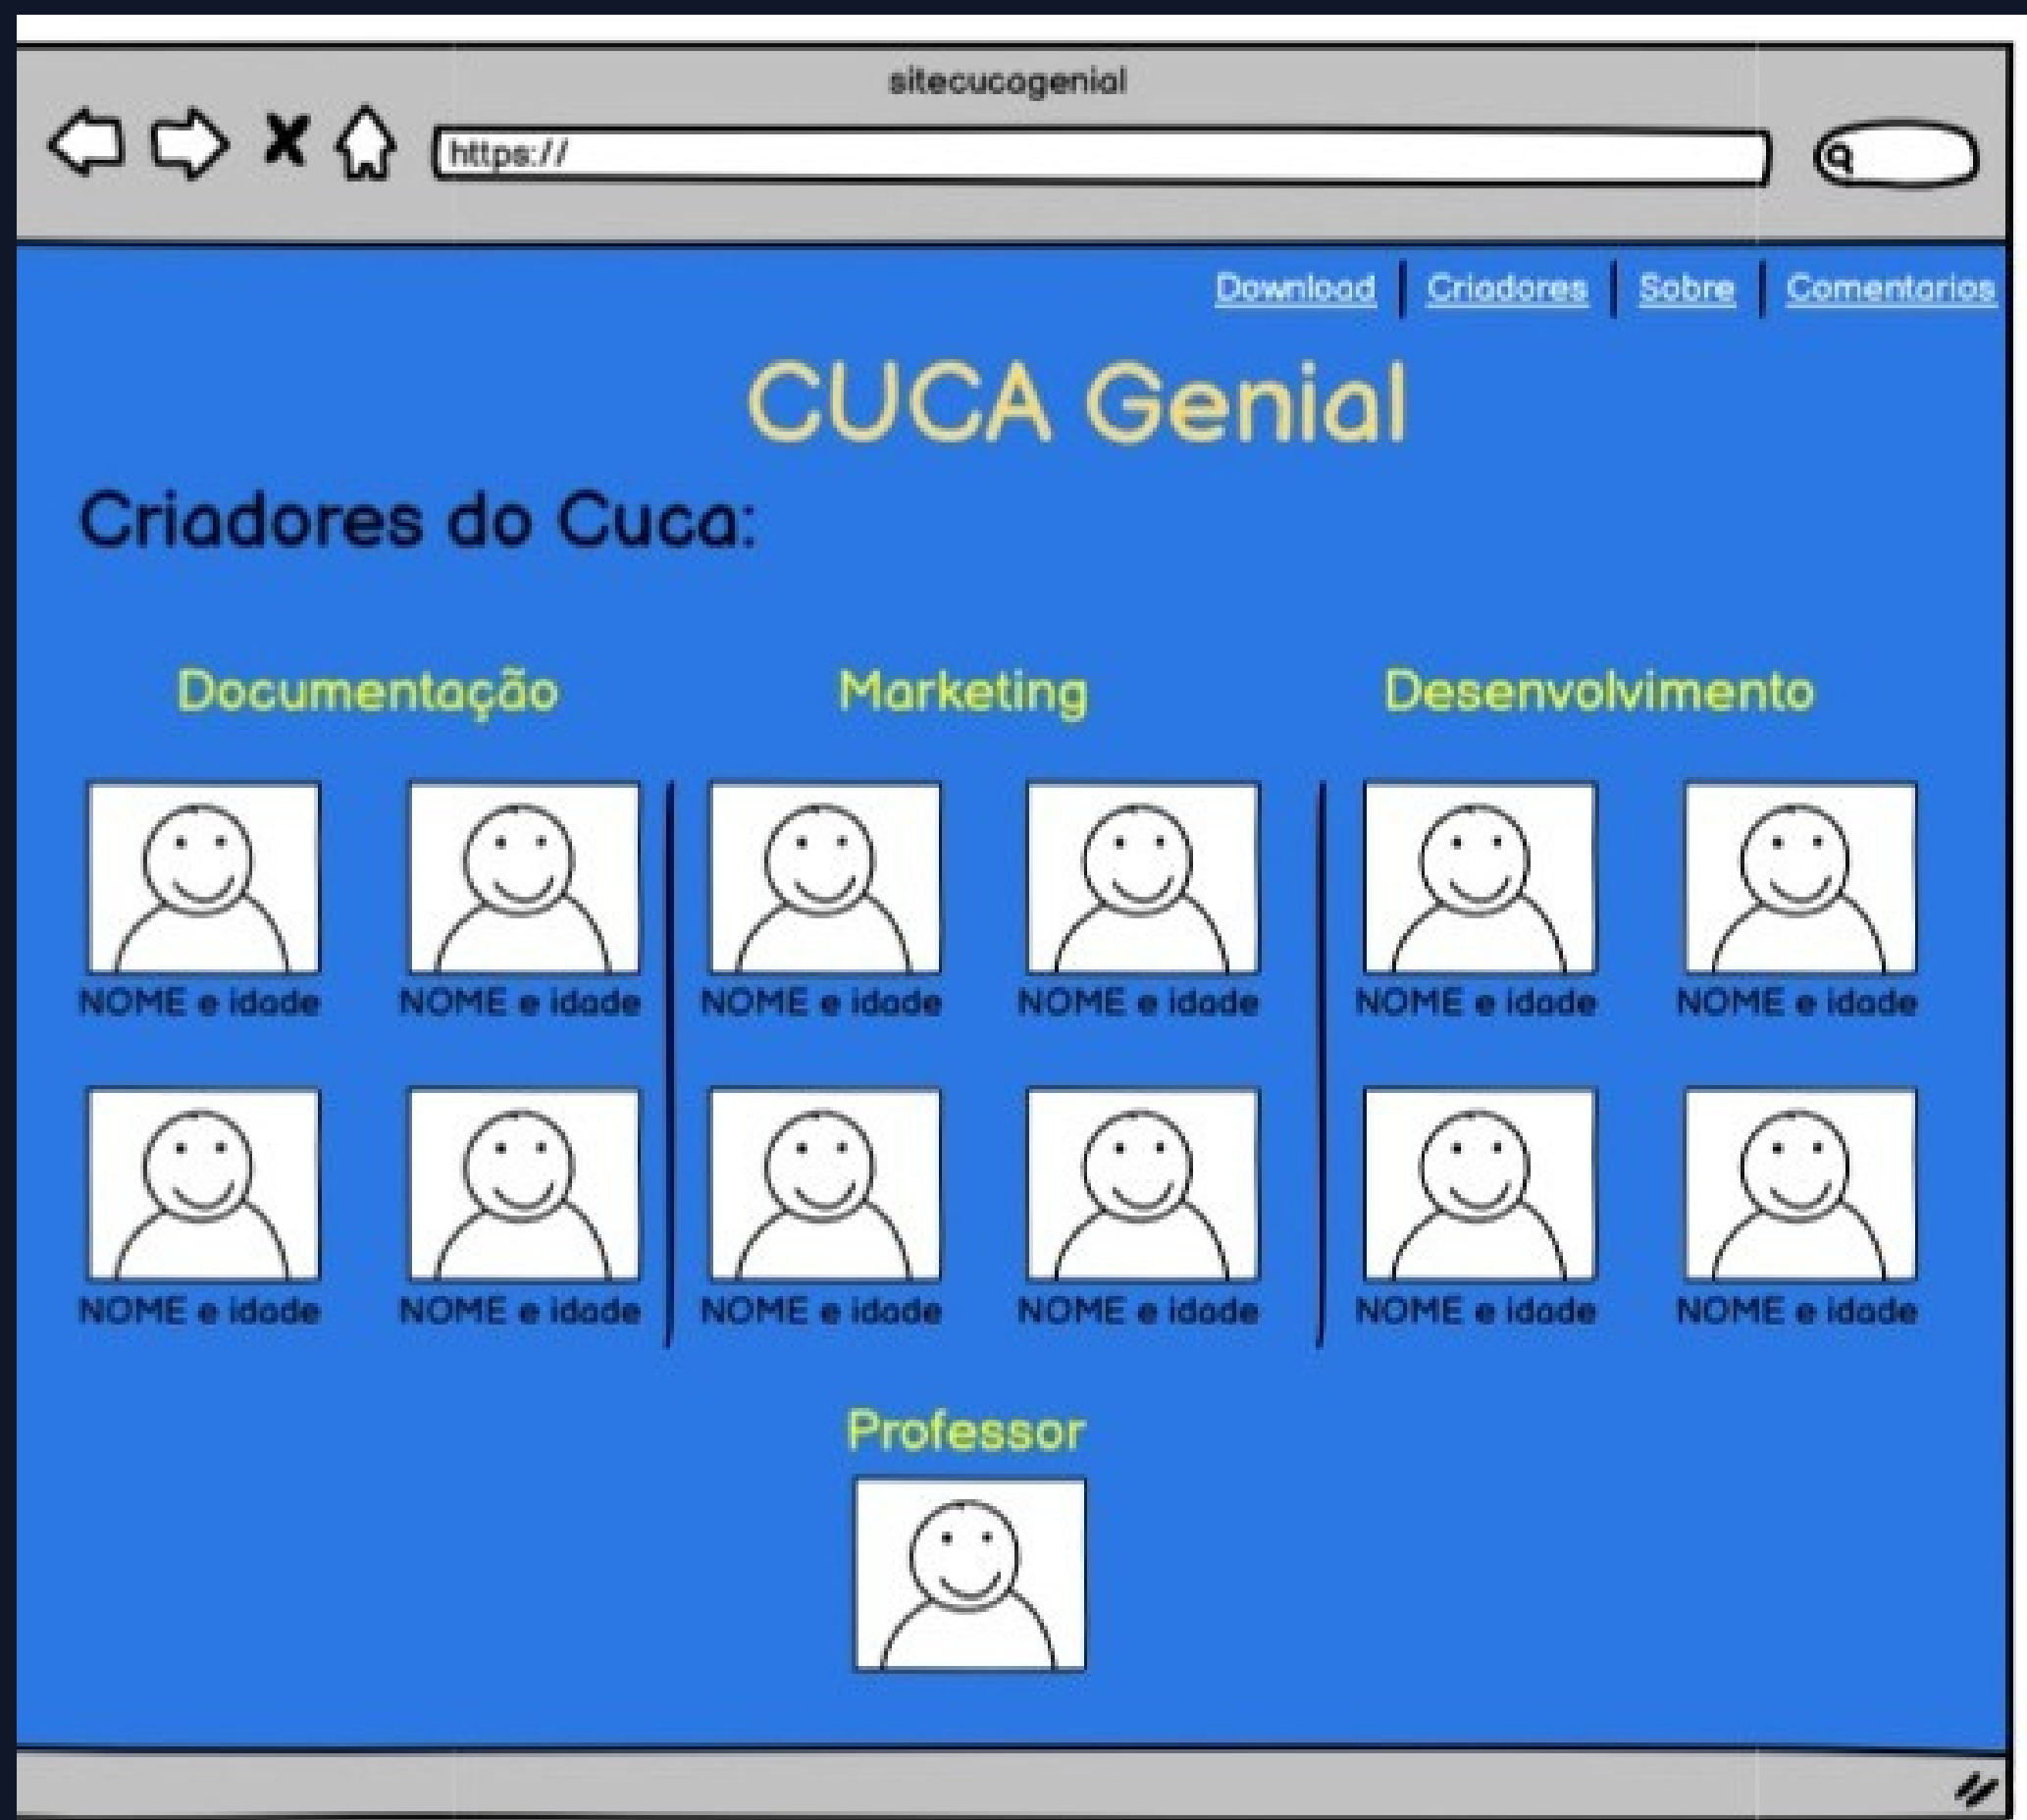 sitecucagenial
https://
Download Criadores Sobre Comentarios
CUCA Genial
Criadores do Cuca:
Documentação Marketing Desenvolvimento
NOME e idade NOME e idade NOME e idade NOME e idade NOME e idade NOME e idade
NOME e idade NOME e idade NOME e idade NOME e idade NOME e idade NOME e idade
Professor